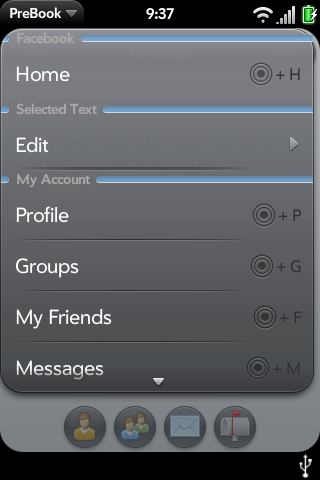 PreBook 9:37
Facebook
Home + H
Selected Text
Edit
My Account
Profile + P
Groups + G
My Friends + F
Messages + M